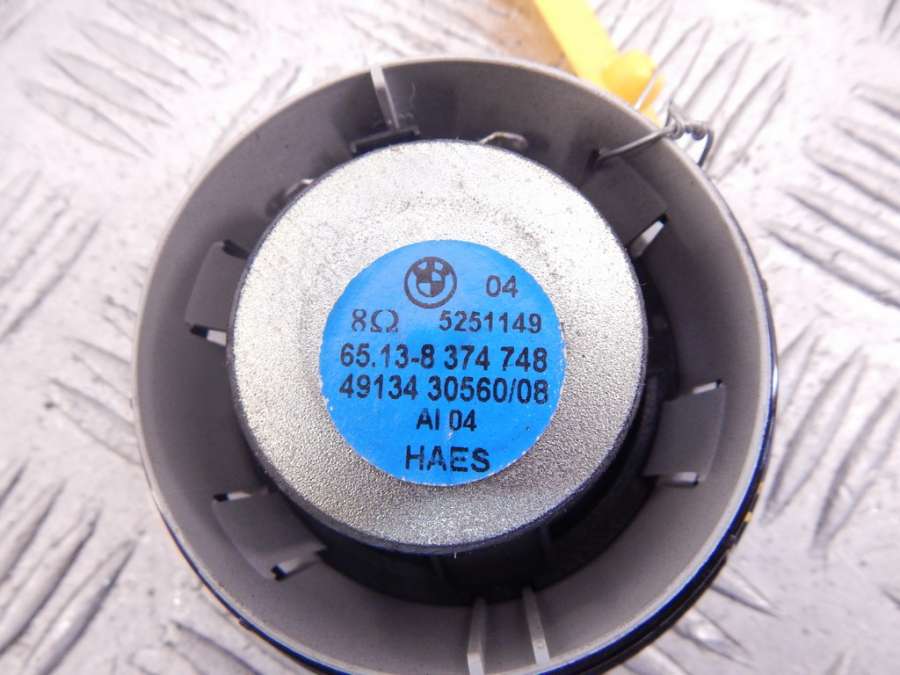 04
8Ω 5251149
65.13-8 374 748
49134 30560/08
AI 04
HAES